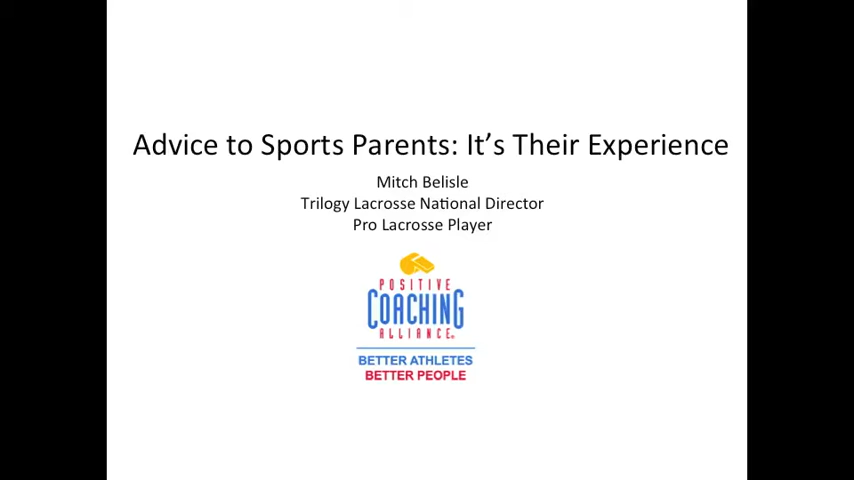 Advice to Sports Parents: It’s Their Experience
Mitch Belisle
Trilogy Lacrosse National Director
Pro Lacrosse Player
POSITIVE
COACHING
ALLIANCE®
BETTER ATHLETES
BETTER PEOPLE